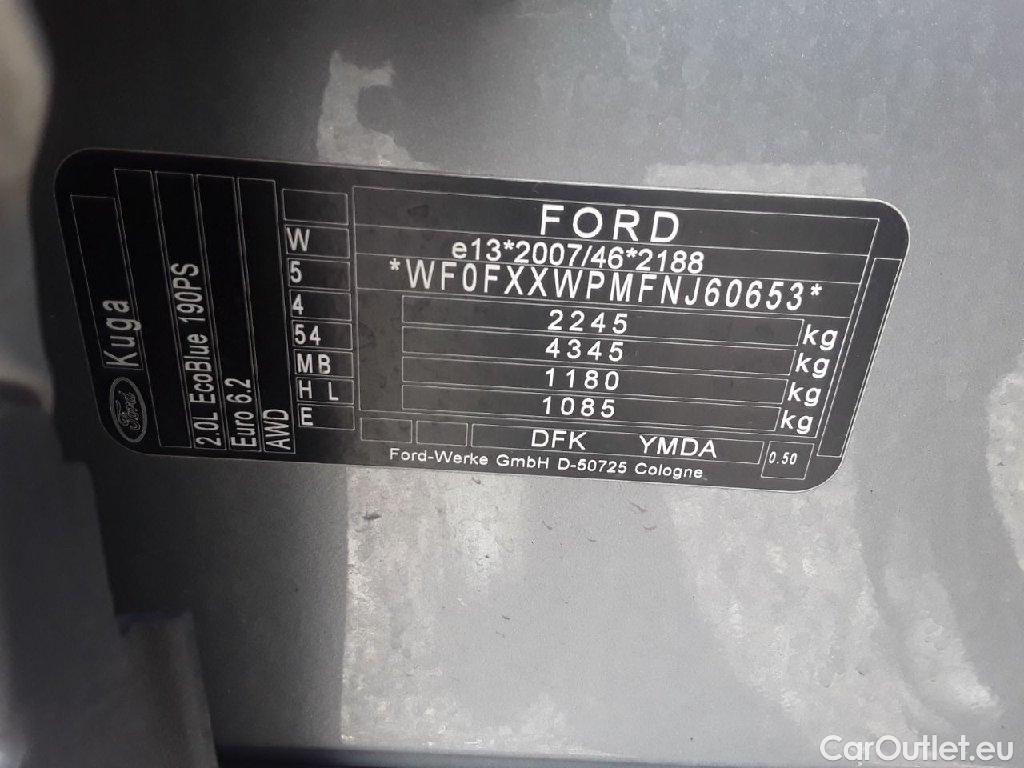 FORD
e13*2007/46*2188
*WF0FXXWPMFNJ60653*
2245 kg
4345 kg
1180 kg
1085 kg
DFK YMDA
0.50
Ford-Werke GmbH D-50725 Cologne
W
5
4
54
MB
H L
E
AWD
Euro 6.2
2.0L EcoBlue 190PS
Kuga
Ford
CarOutlet.eu